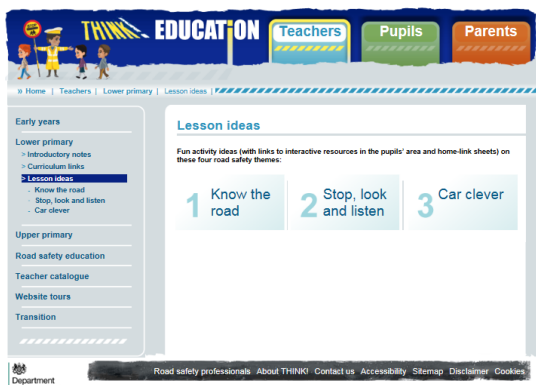 THINK! EDUCATION
Teachers
Pupils
Parents
» Home | Teachers | Lower primary | Lesson ideas |
Early years
Lower primary
> Introductory notes
> Curriculum links
> Lesson ideas
- Know the road
- Stop, look and listen
- Car clever
Upper primary
Road safety education
Teacher catalogue
Website tours
Transition
Lesson ideas
Fun activity ideas (with links to interactive resources in the pupils' area and home-link sheets) on
these four road safety themes:
1 Know the
road
2 Stop, look
and listen
3 Car clever
Department
Road safety professionals About THINK! Contact us Accessibility Sitemap Disclaimer Cookies